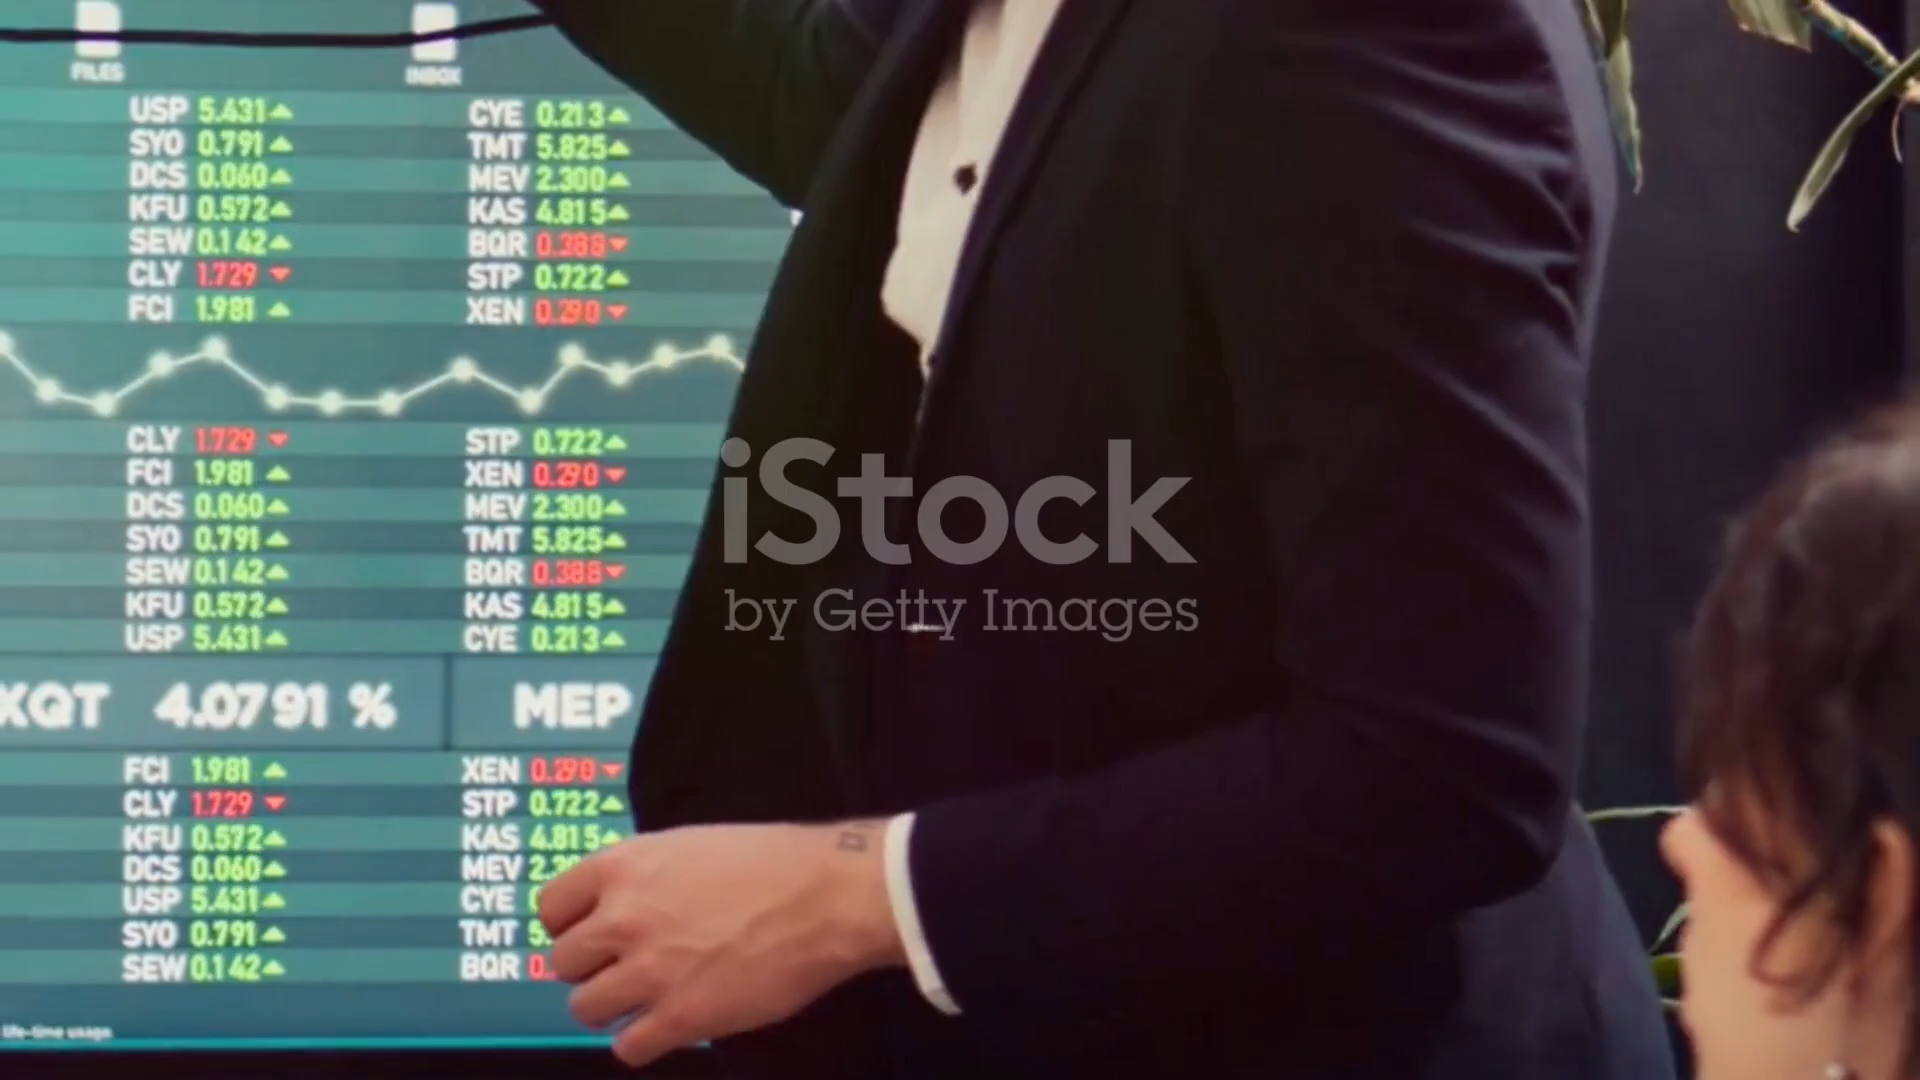 FILES INBOX
USP 5.431▲ CYE 0.213▲
SYO 0.791▲ TMT 5.825▲
DCS 0.060▲ MEV 2.300▲
KFU 0.572▲ KAS 4.815▲
SEW 0.142▲ BQR 0.388▼
CLY 1.729▼ STP 0.722▲
FCI 1.981▲ XEN 0.290▼
CLY 1.729▼ STP 0.722▲
FCI 1.981▲ XEN 0.290▼
DCS 0.060▲ MEV 2.300▲
SYO 0.791▲ TMT 5.825▲
SEW 0.142▲ BQR 0.388▼
KFU 0.572▲ KAS 4.815▲
USP 5.431▲ CYE 0.213▲
XQT 4.0791 % MEP
FCI 1.981▲ XEN 0.290▼
CLY 1.729▼ STP 0.722▲
KFU 0.572▲ KAS 4.815▲
DCS 0.060▲ MEV
USP 5.431▲ CYE
SYO 0.791▲ TMT 5.
SEW 0.142▲ BQR 0.
life-time usage.
iStock
by Getty Images